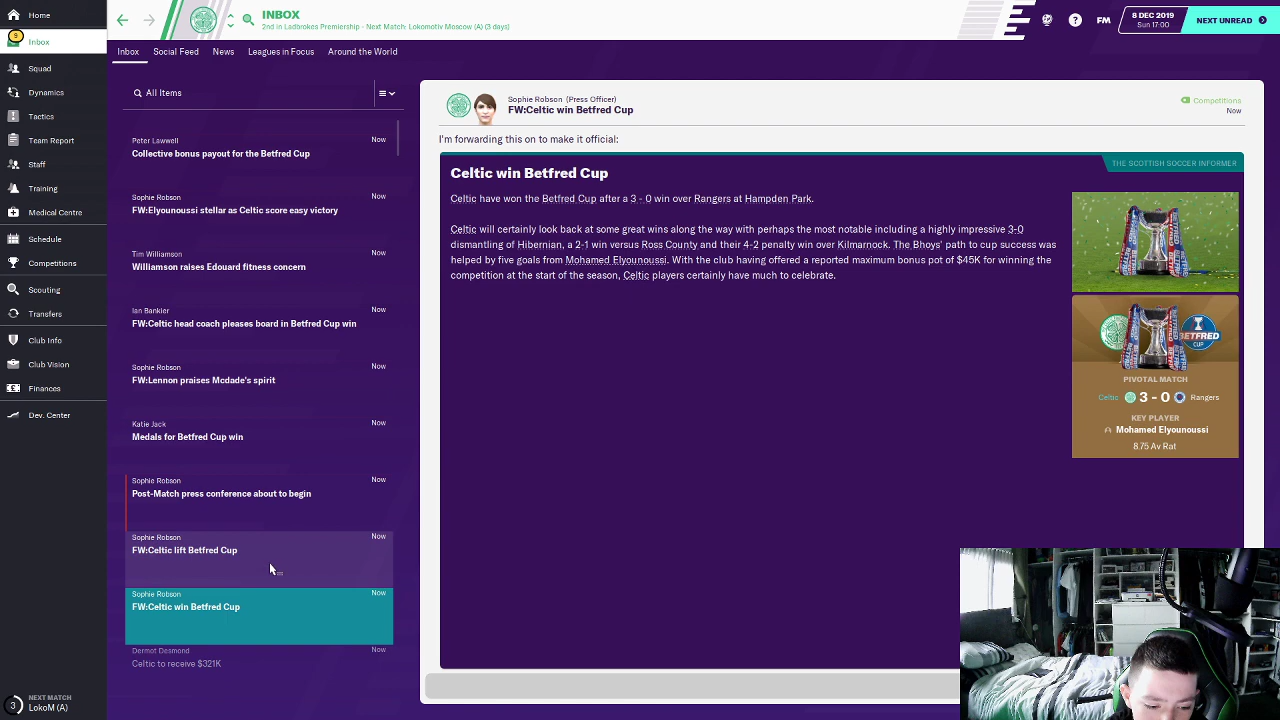 INBOX
2nd in Ladbrokes Premiership - Next Match: Lokomotiv Moscow (A) (3 days)
FM
8 DEC 2019
Sun 17:00
NEXT UNREAD
Inbox
Inbox
Social Feed
News
Leagues in Focus
Around the World
Squad
Dynamics
Tactics
Team Report
Staff
Training
Medical Centre
Schedule
Competitions
Scouting
Transfers
Club Info
Club Vision
Finances
Dev. Center
NEXT MATCH
3
LokoM (A)
All Items
Peter Lawwell
Now
Collective bonus payout for the Betfred Cup
Sophie Robson
Now
FW:Elyounoussi stellar as Celtic score easy victory
Tim Williamson
Now
Williamson raises Edouard fitness concern
Ian Bankier
Now
FW:Celtic head coach pleases board in Betfred Cup win
Sophie Robson
Now
FW:Lennon praises Mcdade's spirit
Katie Jack
Now
Medals for Betfred Cup win
Sophie Robson
Now
Post-Match press conference about to begin
Sophie Robson
Now
FW:Celtic lift Betfred Cup
Sophie Robson
Now
FW:Celtic win Betfred Cup
Dermot Desmond
Now
Celtic to receive $321K
Sophie Robson (Press Officer)
FW:Celtic win Betfred Cup
Competitions
Now
I'm forwarding this on to make it official:
THE SCOTTISH SOCCER INFORMER
Celtic win Betfred Cup
Celtic have won the Betfred Cup after a 3 - 0 win over Rangers at Hampden Park.
Celtic will certainly look back at some great wins along the way with perhaps the most notable including a highly impressive 3-0
dismantling of Hibernian, a 2-1 win versus Ross County and their 4-2 penalty win over Kilmarnock. The Bhoys' path to cup success was
helped by five goals from Mohamed Elyounoussi. With the club having offered a reported maximum bonus pot of $45K for winning the
competition at the start of the season, Celtic players certainly have much to celebrate.
BETFRED
CUP
PIVOTAL MATCH
Celtic 3 - 0 Rangers
KEY PLAYER
Mohamed Elyounoussi
8.75 Av Rat